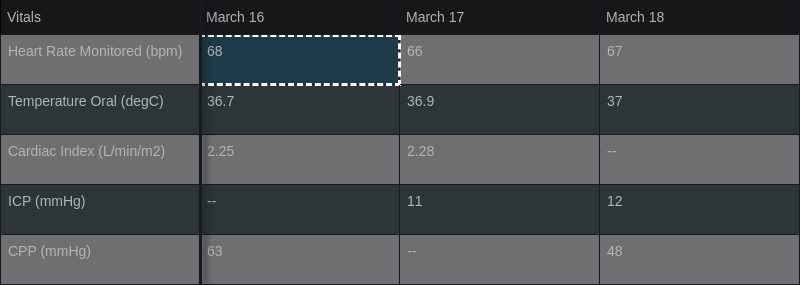 Vitals March 16 March 17 March 18
Heart Rate Monitored (bpm) 68 66 67
Temperature Oral (degC) 36.7 36.9 37
Cardiac Index (L/min/m2) 2.25 2.28 --
ICP (mmHg) -- 11 12
CPP (mmHg) 63 -- 48